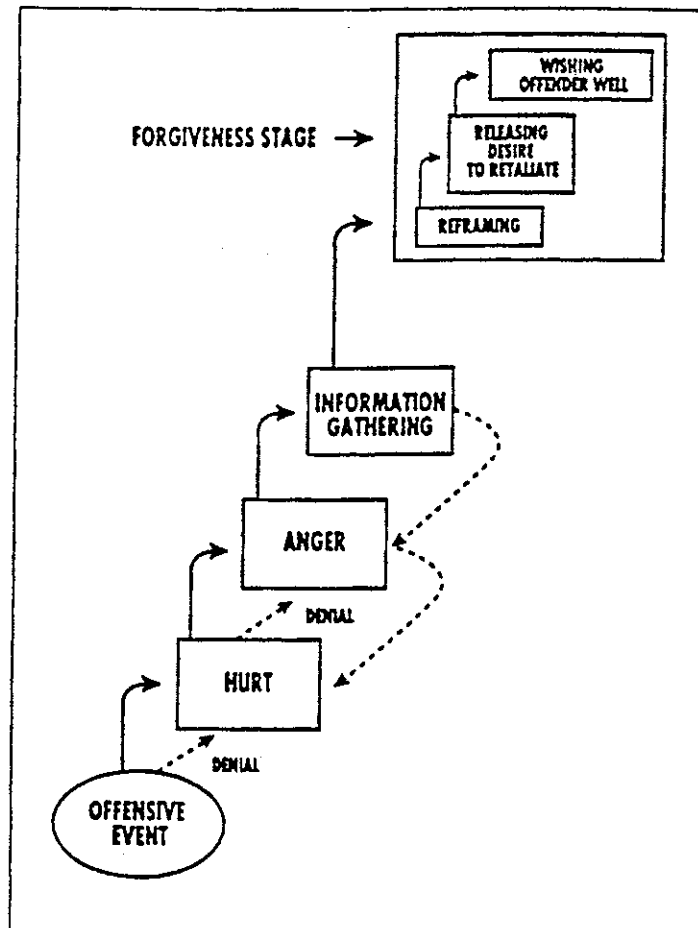 WISHING
OFFENDER WELL
FORGIVENESS STAGE
RELEASING
DESIRE
TO RETALIATE
REFRAMING
INFORMATION
GATHERING
ANGER
DENIAL
HURT
DENIAL
OFFENSIVE
EVENT